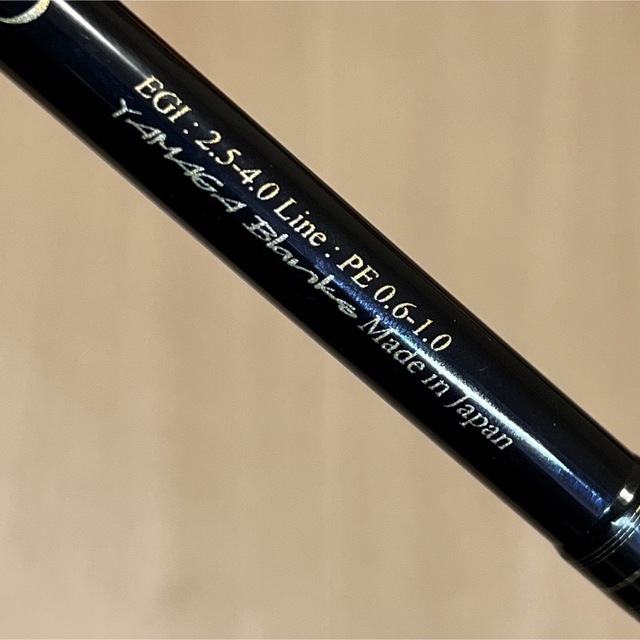 EGI : 2.5-4.0 Line : PE 0.6-1.0
YAMAGA Blanks Made in Japan